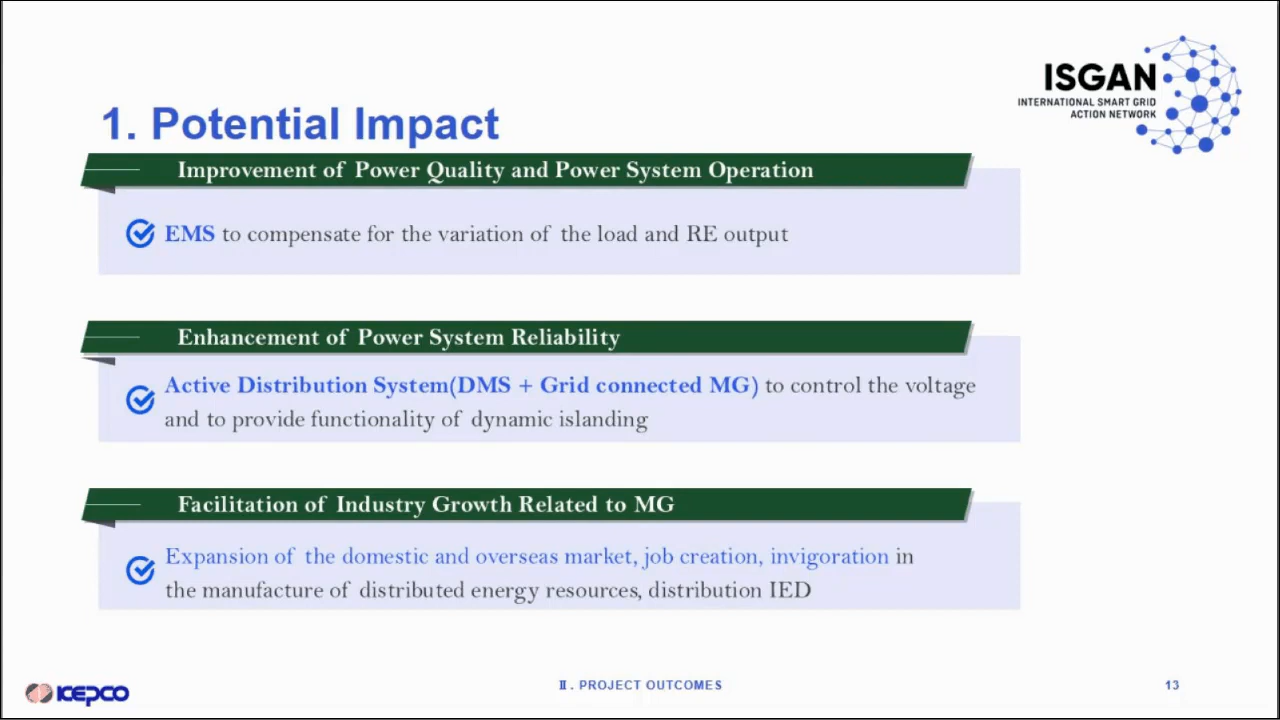 ISGAN
INTERNATIONAL SMART GRID
ACTION NETWORK
1. Potential Impact
Improvement of Power Quality and Power System Operation
EMS to compensate for the variation of the load and RE output
Enhancement of Power System Reliability
Active Distribution System(DMS + Grid connected MG) to control the voltage
and to provide functionality of dynamic islanding
Facilitation of Industry Growth Related to MG
Expansion of the domestic and overseas market, job creation, invigoration in
the manufacture of distributed energy resources, distribution IED
KEPCO
Ⅱ. PROJECT OUTCOMES
13